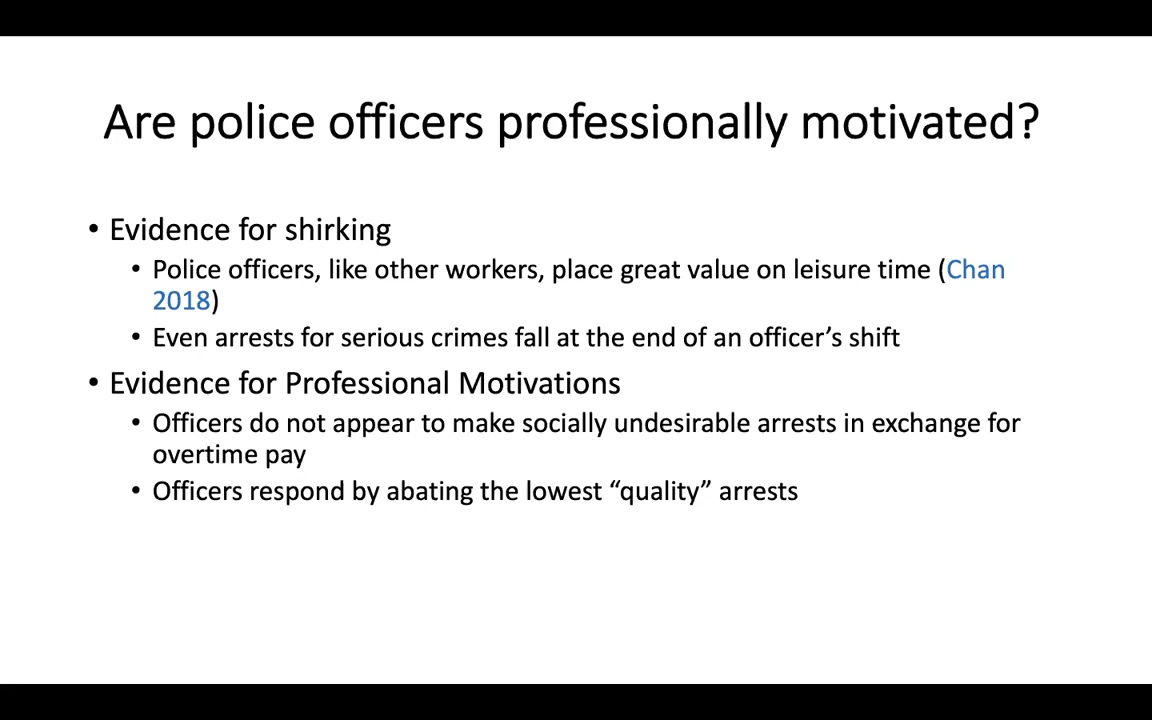 Are police officers professionally motivated?
• Evidence for shirking
• Police officers, like other workers, place great value on leisure time (Chan
2018)
• Even arrests for serious crimes fall at the end of an officer’s shift
• Evidence for Professional Motivations
• Officers do not appear to make socially undesirable arrests in exchange for
overtime pay
• Officers respond by abating the lowest “quality” arrests